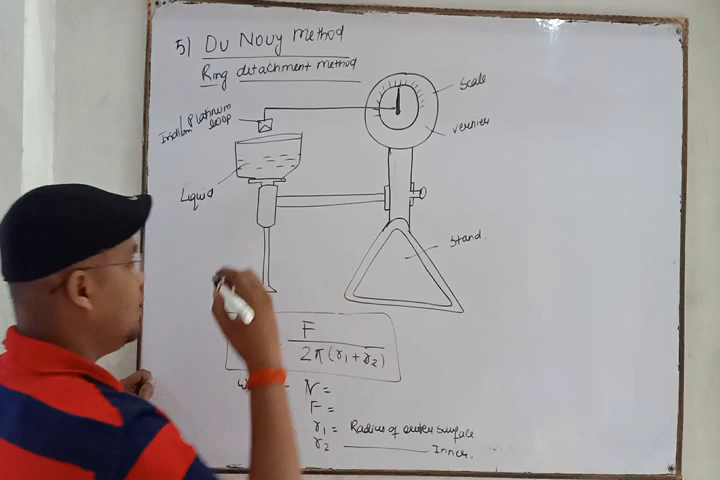 5) Du Nouy method
Ring detachment method
Scale
Platinum
loop
vernier
Liquid
Stand.
F
2π(r1+r2)
F =
r1 = Radius of outer surface
r2 Inner.